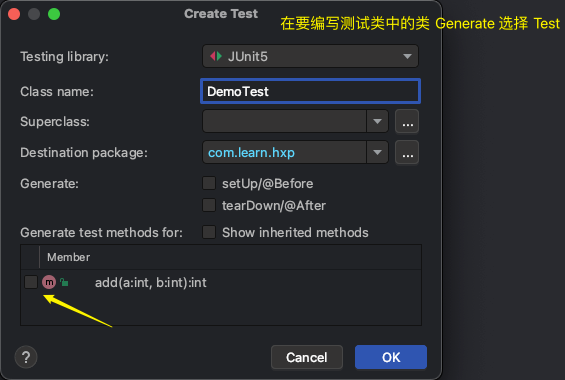 Create Test
在要编写测试类中的类 Generate 选择 Test
Testing library:
JUnit5
Class name:
DemoTest
Superclass:
...
Destination package:
com.learn.hxp
...
Generate:
setUp/@Before
tearDown/@After
Generate test methods for:
Show inherited methods
Member
m
add(a:int, b:int):int
?
Cancel
OK